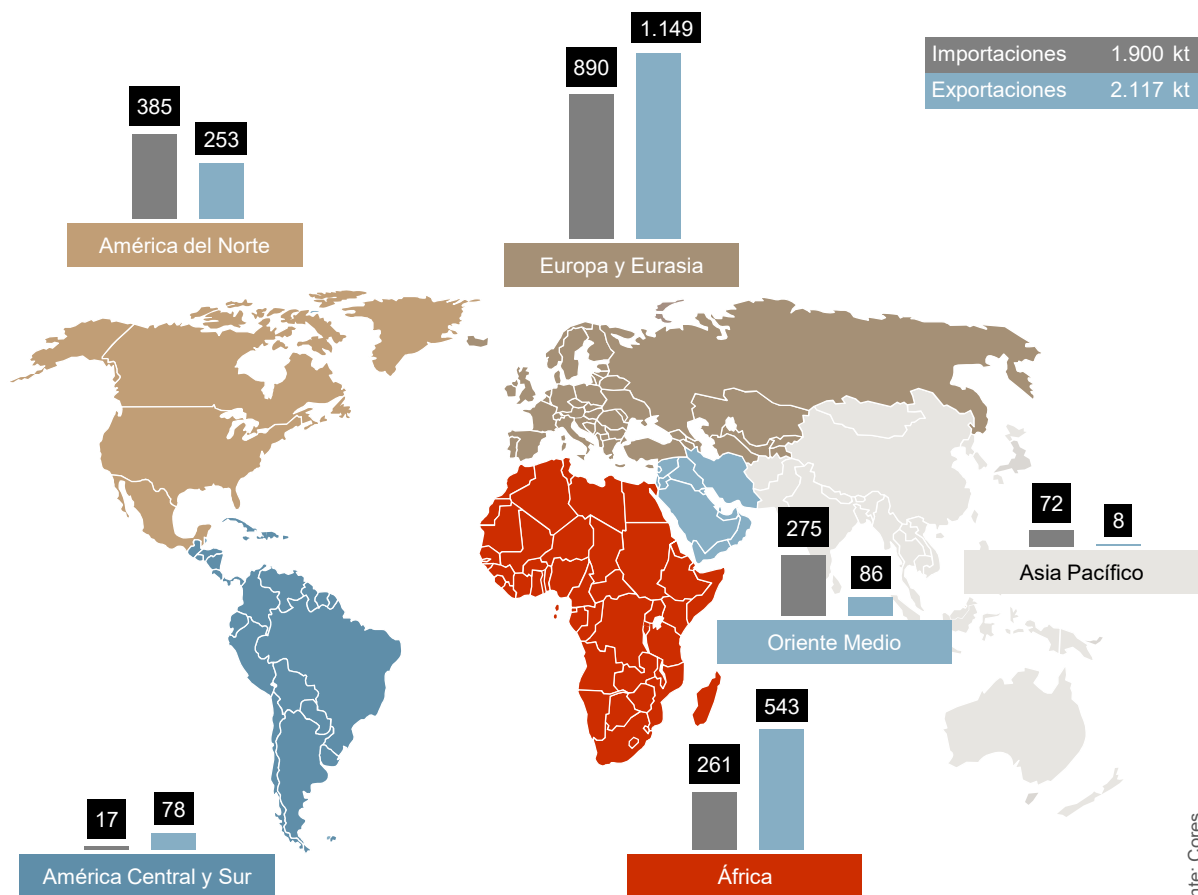 1.149
890
Importaciones 1.900 kt
Exportaciones 2.117 kt
385
253
América del Norte
Europa y Eurasia
72
8
275
Asia Pacífico
86
Oriente Medio
543
261
17
78
América Central y Sur
África
Cores